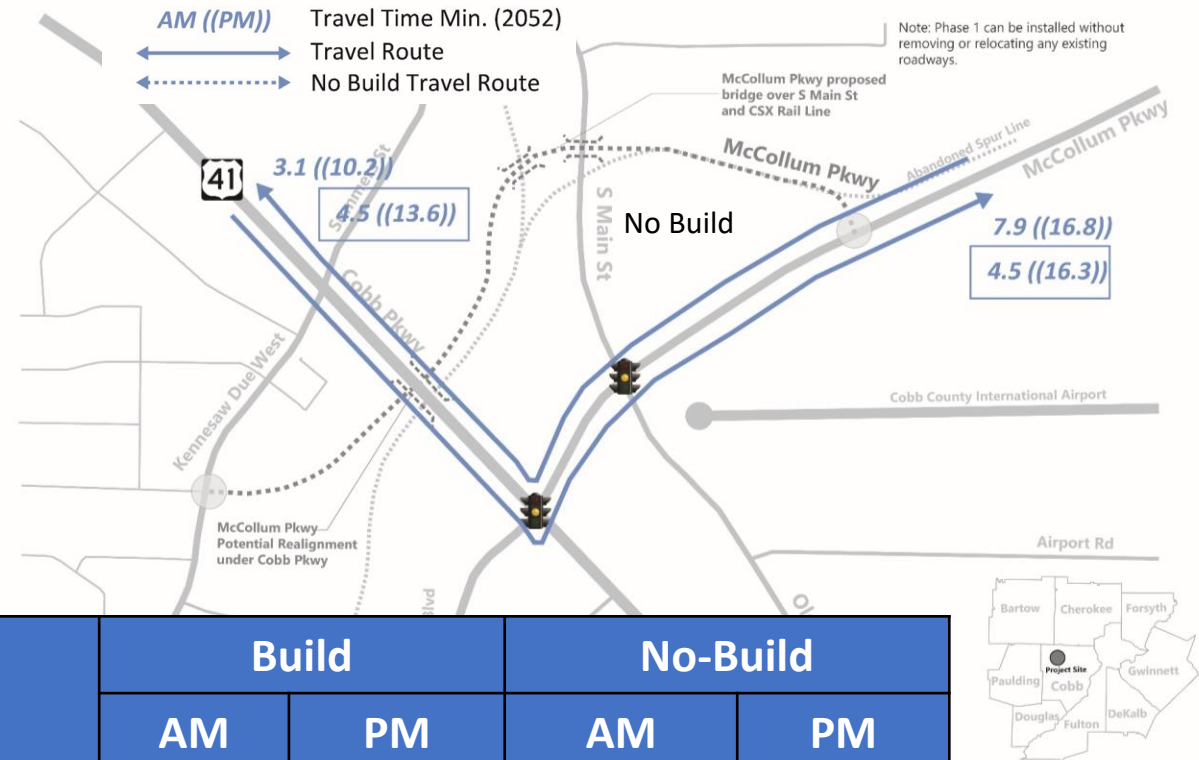 AM ((PM)) Travel Time Min. (2052)
Travel Route
No Build Travel Route
Note: Phase 1 can be installed without
removing or relocating any existing
roadways.
McCollum Pkwy proposed
bridge over S Main St
and CSX Rail Line
McCollum Pkwy
Abandoned Spur Line
McCollum Pkwy
41
3.1 ((10.2))
4.5 ((13.6))
S Main St
No Build
7.9 ((16.8))
4.5 ((16.3))
Cobb Pkwy
Kennesaw Due West
Cobb County International Airport
McCollum Pkwy
Potential Realignment
under Cobb Pkwy
Airport Rd
Blvd
Bartow Cherokee Forsyth
Project Site
Paulding Cobb Gwinnett
Douglas Fulton DeKalb
Build No-Build
AM PM AM PM